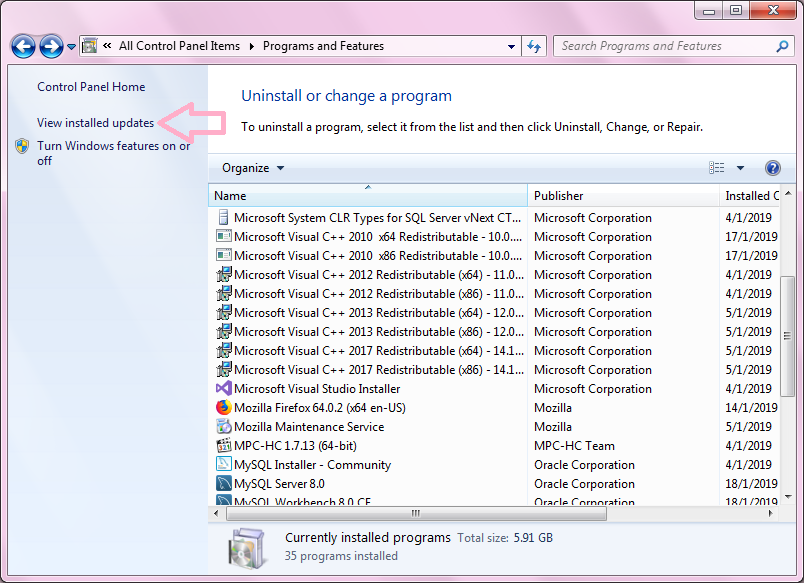 « All Control Panel Items ▸ Programs and Features
Search Programs and Features
Control Panel Home
View installed updates
Turn Windows features on or
off
Uninstall or change a program
To uninstall a program, select it from the list and then click Uninstall, Change, or Repair.
Organize
Name Publisher Installed O
Microsoft System CLR Types for SQL Server vNext CT... Microsoft Corporation 4/1/2019
Microsoft Visual C++ 2010 x64 Redistributable - 10.0.... Microsoft Corporation 17/1/2019
Microsoft Visual C++ 2010 x86 Redistributable - 10.0.... Microsoft Corporation 17/1/2019
Microsoft Visual C++ 2012 Redistributable (x64) - 11.0... Microsoft Corporation 4/1/2019
Microsoft Visual C++ 2012 Redistributable (x86) - 11.0... Microsoft Corporation 4/1/2019
Microsoft Visual C++ 2013 Redistributable (x64) - 12.0... Microsoft Corporation 5/1/2019
Microsoft Visual C++ 2013 Redistributable (x86) - 12.0... Microsoft Corporation 5/1/2019
Microsoft Visual C++ 2017 Redistributable (x64) - 14.1... Microsoft Corporation 5/1/2019
Microsoft Visual C++ 2017 Redistributable (x86) - 14.1... Microsoft Corporation 5/1/2019
Microsoft Visual Studio Installer Microsoft Corporation 4/1/2019
Mozilla Firefox 64.0.2 (x64 en-US) Mozilla 14/1/2019
Mozilla Maintenance Service Mozilla 5/1/2019
MPC-HC 1.7.13 (64-bit) MPC-HC Team 4/1/2019
MySQL Installer - Community Oracle Corporation 4/1/2019
MySQL Server 8.0 Oracle Corporation 18/1/2019
MySQL Workbench 8.0 CE Oracle Corporation 18/1/2019
Currently installed programs Total size: 5.91 GB
35 programs installed